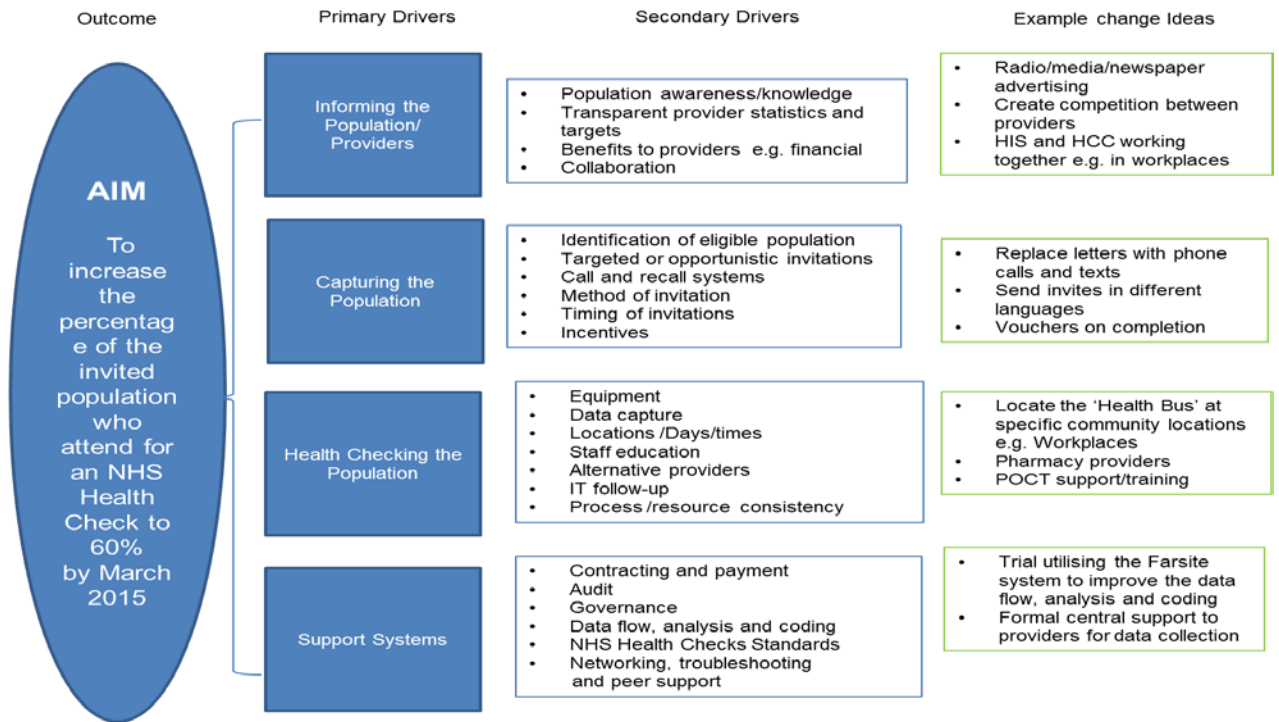 Outcome
Primary Drivers
Secondary Drivers
Example change Ideas
AIM
To
increase
the
percentag
e of the
invited
population
who
attend for
an NHS
Health
Check to
60%
by March
2015
Informing the
Population/
Providers
• Population awareness/knowledge
• Transparent provider statistics and
targets
• Benefits to providers e.g. financial
• Collaboration
• Radio/media/newspaper
advertising
• Create competition between
providers
• HIS and HCC working
together e.g. in workplaces
Capturing the
Population
• Identification of eligible population
• Targeted or opportunistic invitations
• Call and recall systems
• Method of invitation
• Timing of invitations
• Incentives
• Replace letters with phone
calls and texts
• Send invites in different
languages
• Vouchers on completion
Health Checking the
Population
• Equipment
• Data capture
• Locations /Days/times
• Staff education
• Alternative providers
• IT follow-up
• Process /resource consistency
• Locate the ‘Health Bus’ at
specific community locations
e.g. Workplaces
• Pharmacy providers
• POCT support/training
Support Systems
• Contracting and payment
• Audit
• Governance
• Data flow, analysis and coding
• NHS Health Checks Standards
• Networking, troubleshooting
and peer support
• Trial utilising the Farsite
system to improve the data
flow, analysis and coding
• Formal central support to
providers for data collection